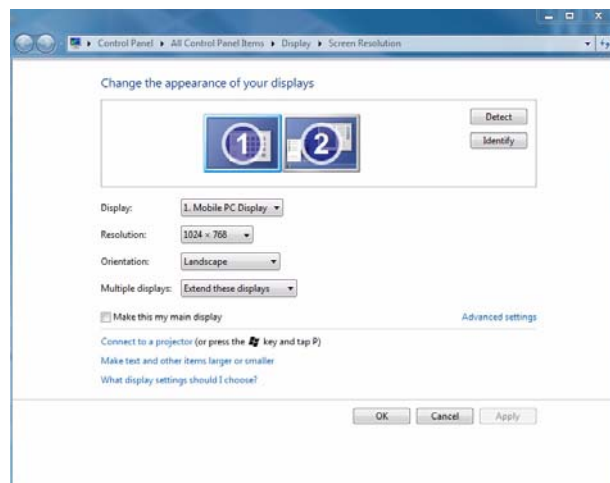 Control Panel All Control Panel Items Display Screen Resolution
Change the appearance of your displays
1 2
Detect
Identify
Display: 1. Mobile PC Display
Resolution: 1024 × 768
Orientation: Landscape
Multiple displays: Extend these displays
Make this my main display Advanced settings
Connect to a projector (or press the key and tap P)
Make text and other items larger or smaller
What display settings should I choose?
OK Cancel Apply